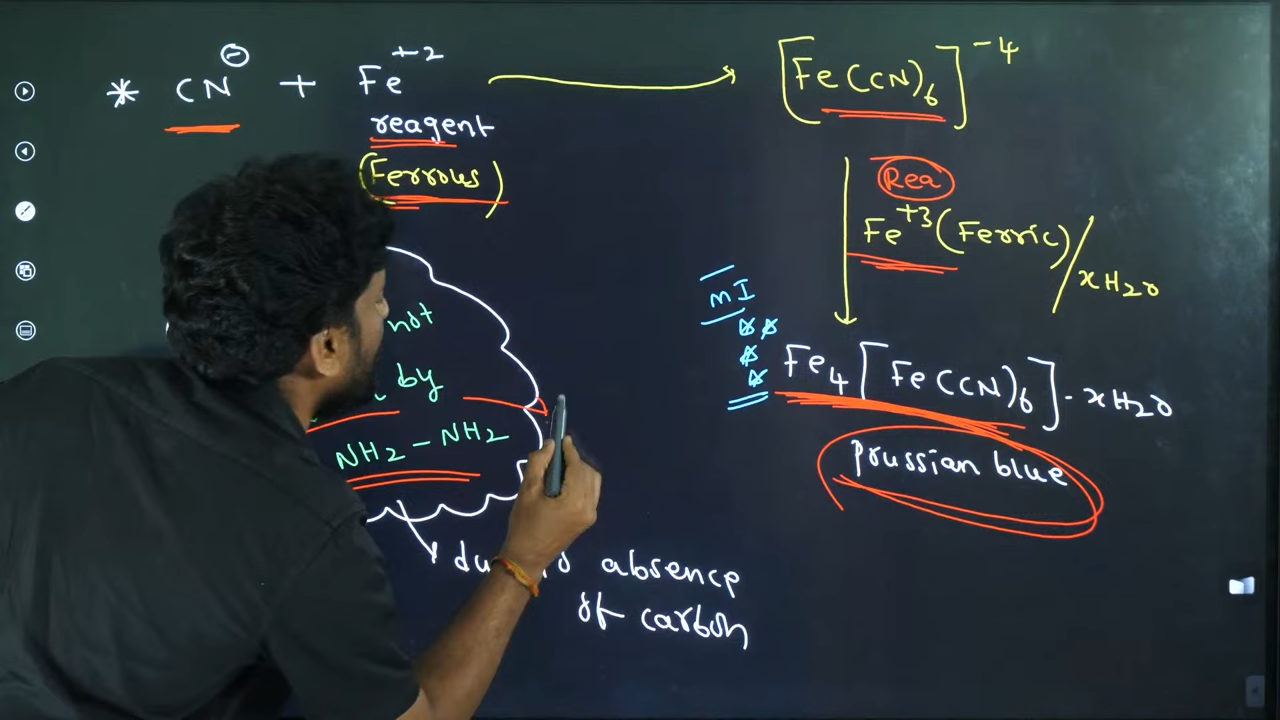 * CN⊖ + Fe+2 → [Fe(CN)6]-4
reagent
(Ferrous)
Rea
Fe+3 (Ferric) / xH2O
mI
Fe4[Fe(CN)6] - xH2O
Prussian blue
not
by
NH2 - NH2
absence
of carbon